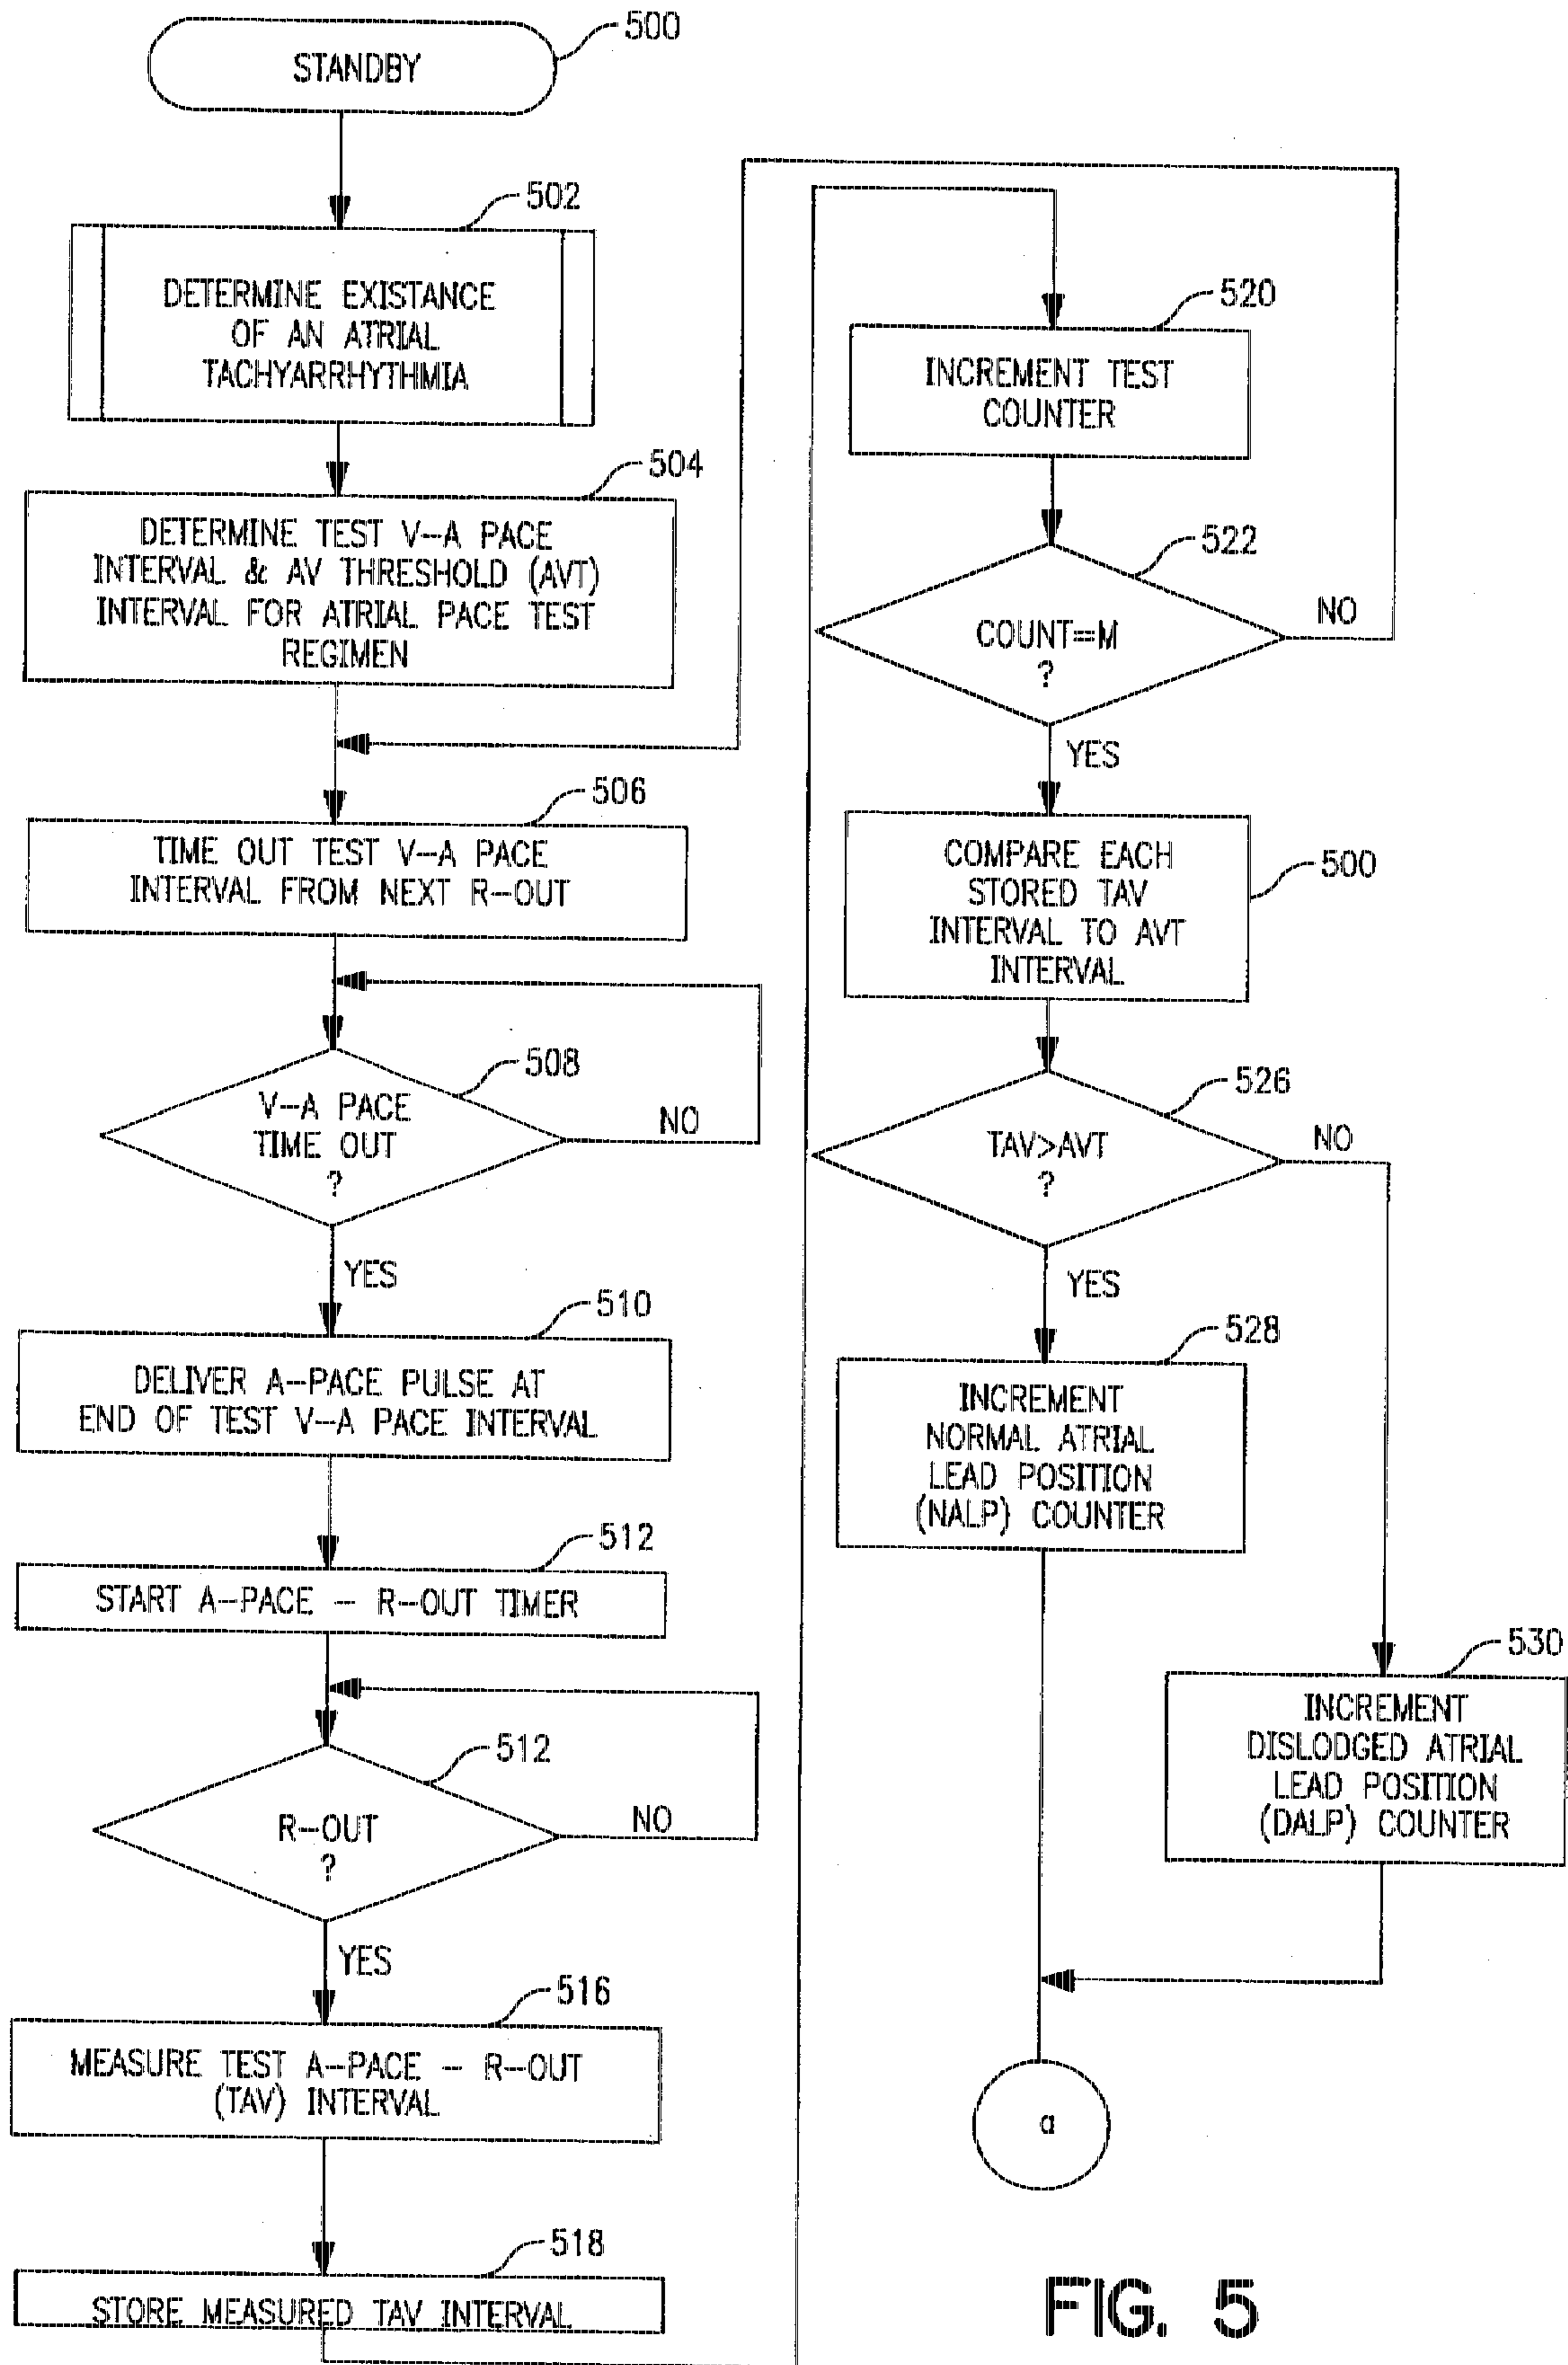 500
STANDBY
502
DETERMINE EXISTANCE
OF AN ATRIAL
TACHYARRHYTHMIA
504
DETERMINE TEST V-A PACE
INTERVAL & AV THRESHOLD (AVT)
INTERVAL FOR ATRIAL PACE TEST
REGIMEN
506
TIME OUT TEST V-A PACE
INTERVAL FROM NEXT R-OUT
508
V-A PACE
TIME OUT
?
NO
YES
510
DELIVER A-PACE PULSE AT
END OF TEST V-A PACE INTERVAL
512
START A-PACE - R-OUT TIMER
512
R-OUT
?
NO
YES
516
MEASURE TEST A-PACE - R-OUT
(TAV) INTERVAL
518
STORE MEASURED TAV INTERVAL
520
INCREMENT TEST
COUNTER
522
COUNT=M
?
NO
YES
500
COMPARE EACH
STORED TAV
INTERVAL TO AVT
INTERVAL
526
TAV>AVT
?
NO
YES
528
INCREMENT
NORMAL ATRIAL
LEAD POSITION
(NALP) COUNTER
530
INCREMENT
DISLODGED ATRIAL
LEAD POSITION
(DALP) COUNTER
a
FIG. 5